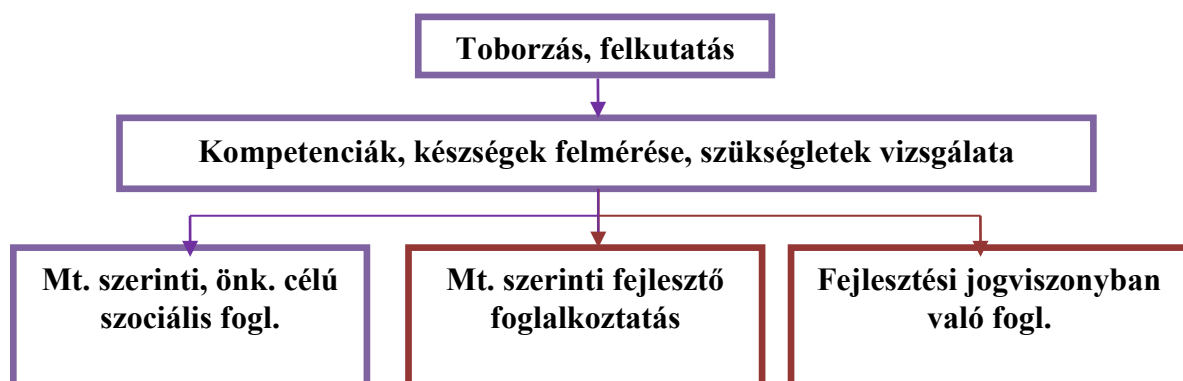 Toborzás, felkutatás
Kompetenciák, készségek felmérése, szükségletek vizsgálata
Mt. szerinti, önk. célú
szociális fogl.
Mt. szerinti fejlesztő
foglalkoztatás
Fejlesztési jogviszonyban
való fogl.